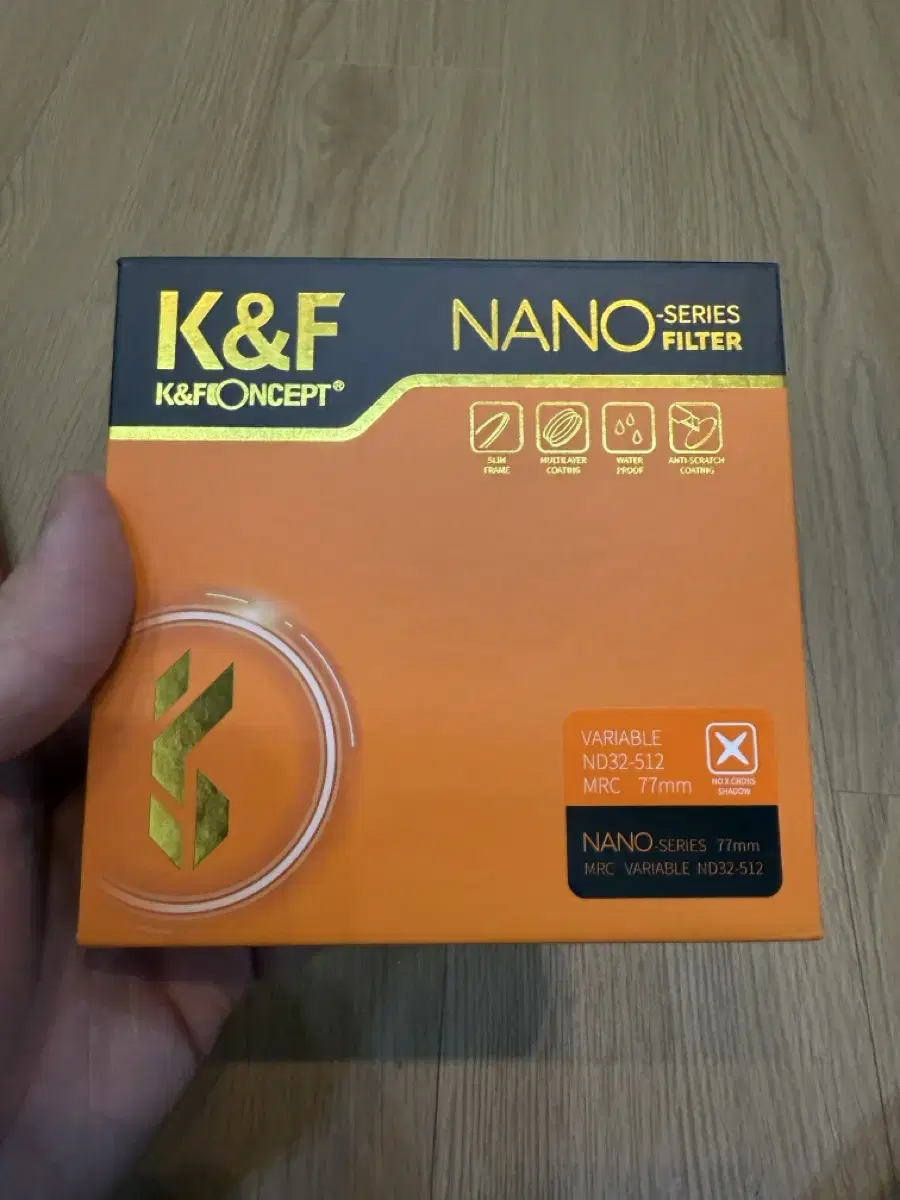 K&F
K&FCONCEPT®
NANO-SERIES
FILTER
SLIM
FRAME
MULTILAYER
COATING
WATER
PROOF
ANTI-SCRATCH
COATING
VARIABLE
ND32-512
MRC 77mm
NO X CROSS
SHADOW
NANO-SERIES 77mm
MRC VARIABLE ND32-512